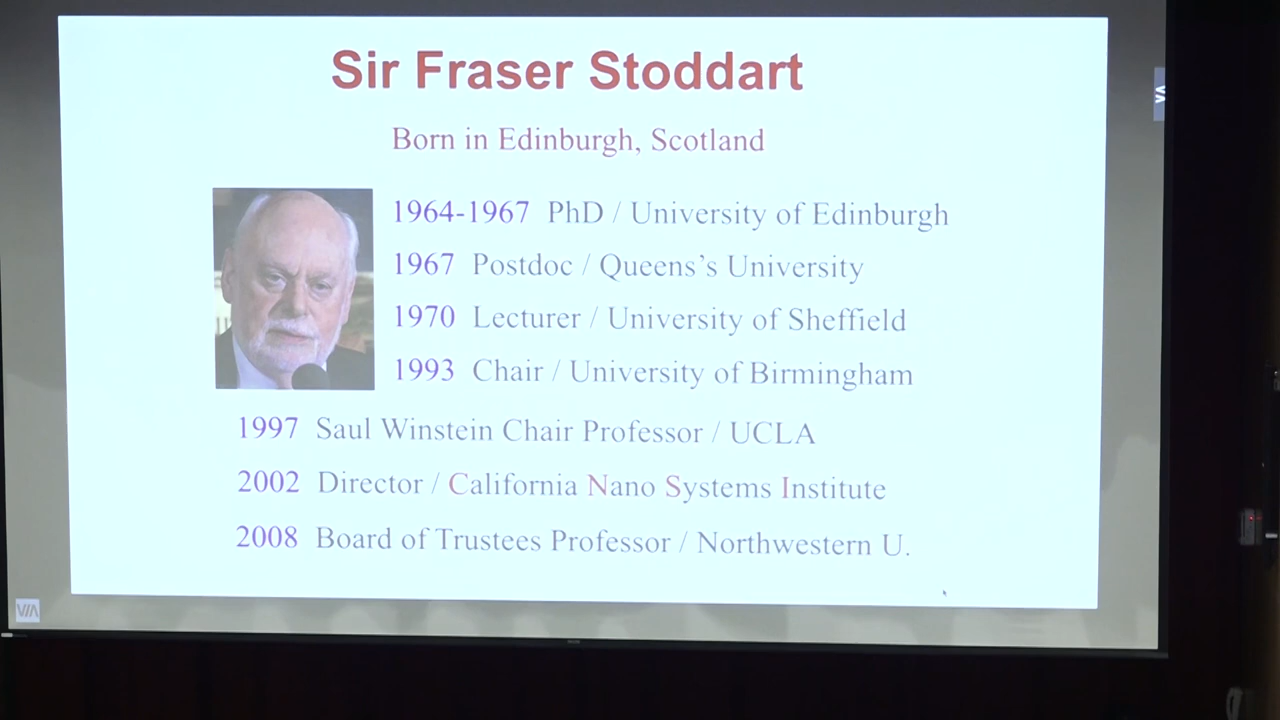 Sir Fraser Stoddart
Born in Edinburgh, Scotland
1964-1967 PhD / University of Edinburgh
1967 Postdoc / Queens's University
1970 Lecturer / University of Sheffield
1993 Chair / University of Birmingham
1997 Saul Winstein Chair Professor / UCLA
2002 Director / California Nano Systems Institute
2008 Board of Trustees Professor / Northwestern U.
VIA